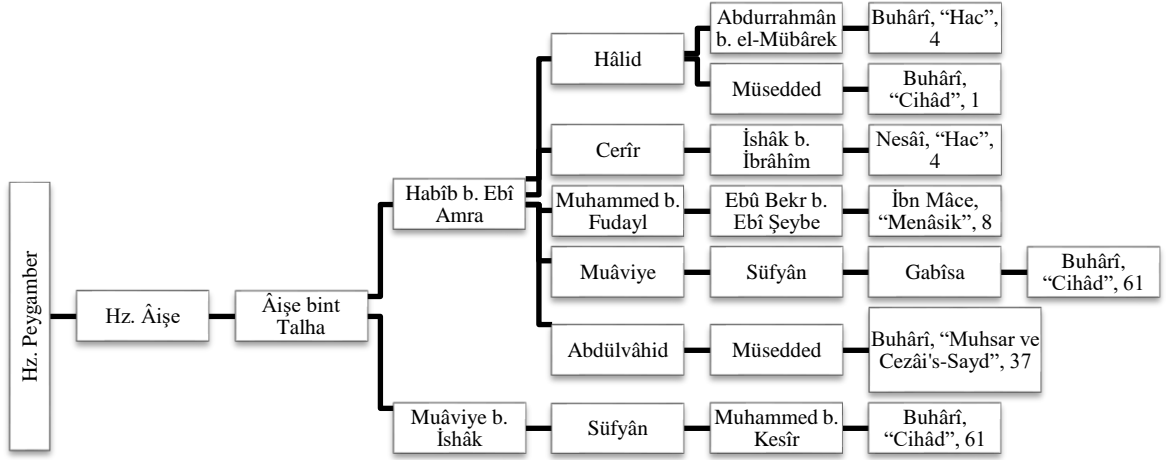 Hz. Peygamber
Hz. Âişe
Âişe bint
Talha
Habîb b. Ebî
Amra
Hâlid
Abdurrahmân
b. el-Mübârek
Buhârî, “Hac”,
4
Müsedded
Buhârî,
“Cihâd”, 1
Cerîr
İshâk b.
İbrâhîm
Nesâî, “Hac”,
4
Muhammed b.
Fudayl
Ebû Bekr b.
Ebî Şeybe
İbn Mâce,
“Menâsik”, 8
Muâviye
Süfyân
Gabîsa
Buhârî,
“Cihâd”, 61
Abdülvâhid
Müsedded
Buhârî, “Muhsar ve
Cezâi's-Sayd”, 37
Muâviye b.
İshâk
Süfyân
Muhammed b.
Kesîr
Buhârî,
“Cihâd”, 61